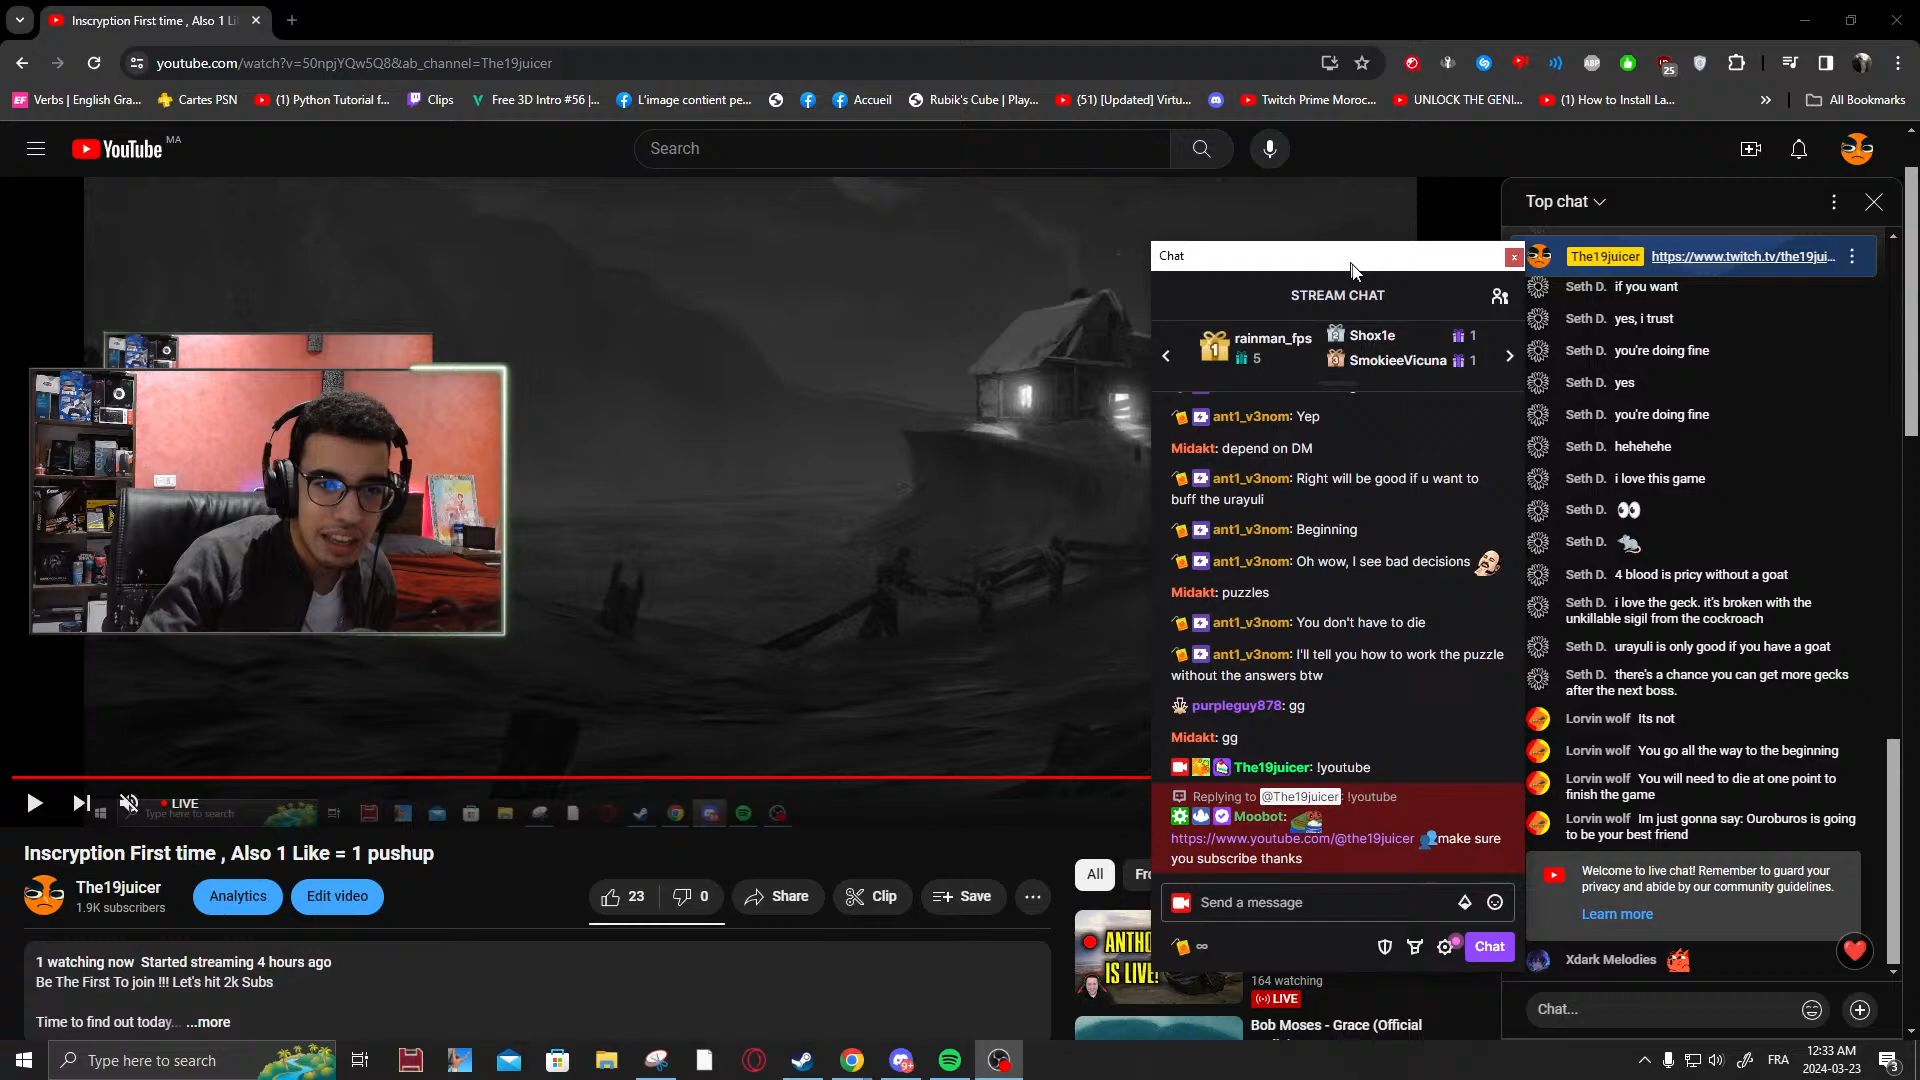 Inscryption First time , Also 1 Li
youtube.com/watch?v=50npjYQw5Q8&ab_channel=The19juicer
25
EF Verbs | English Gra...
Cartes PSN
(1) Python Tutorial f...
Clips
Free 3D Intro #56 |...
L'image contient pe...
Accueil
Rubik's Cube | Play...
(51) [Updated] Virtu...
Twitch Prime Moroc...
UNLOCK THE GENI...
(1) How to Install La...
All Bookmarks
YouTube MA
Search
Top chat
The19juicer https://www.twitch.tv/the19jui...
Seth D. if you want
Seth D. yes, i trust
Seth D. you're doing fine
Seth D. yes
Seth D. you're doing fine
Seth D. hehehehe
Seth D. i love this game
Seth D.
Seth D.
Seth D. 4 blood is pricy without a goat
Seth D. i love the geck. it's broken with the
unkillable sigil from the cockroach
Seth D. urayuli is only good if you have a goat
Seth D. there's a chance you can get more gecks
after the next boss.
Lorvin wolf Its not
Lorvin wolf You go all the way to the beginning
Lorvin wolf You will need to die at one point to
finish the game
Lorvin wolf Im just gonna say: Ouroburos is going
to be your best friend
Welcome to live chat! Remember to guard your
privacy and abide by our community guidelines.
Learn more
Xdark Melodies
Chat...
Chat
STREAM CHAT
1 rainman_fps
5
2 Shox1e 1
3 SmokieeVicuna 1
ant1_v3nom: Yep
Midakt: depend on DM
ant1_v3nom: Right will be good if u want to
buff the urayuli
ant1_v3nom: Beginning
ant1_v3nom: Oh wow, I see bad decisions
Midakt: puzzles
ant1_v3nom: You don't have to die
ant1_v3nom: I'll tell you how to work the puzzle
without the answers btw
purpleguy878: gg
Midakt: gg
The19juicer: !youtube
Replying to @The19juicer: !youtube
Moobot:
https://www.youtube.com/@the19juicer make sure
you subscribe thanks
Send a message
∞
Chat
LIVE
Type here to search
Inscryption First time , Also 1 Like = 1 pushup
The19juicer
1.9K subscribers
Analytics
Edit video
23
0
Share
Clip
Save
1 watching now Started streaming 4 hours ago
Be The First To join !!! Let's hit 2k Subs
Time to find out today... ...more
All
ANTHO
IS LIVE!
164 watching
LIVE
Bob Moses - Grace (Official
Type here to search
FRA
12:33 AM
2024-03-23
3